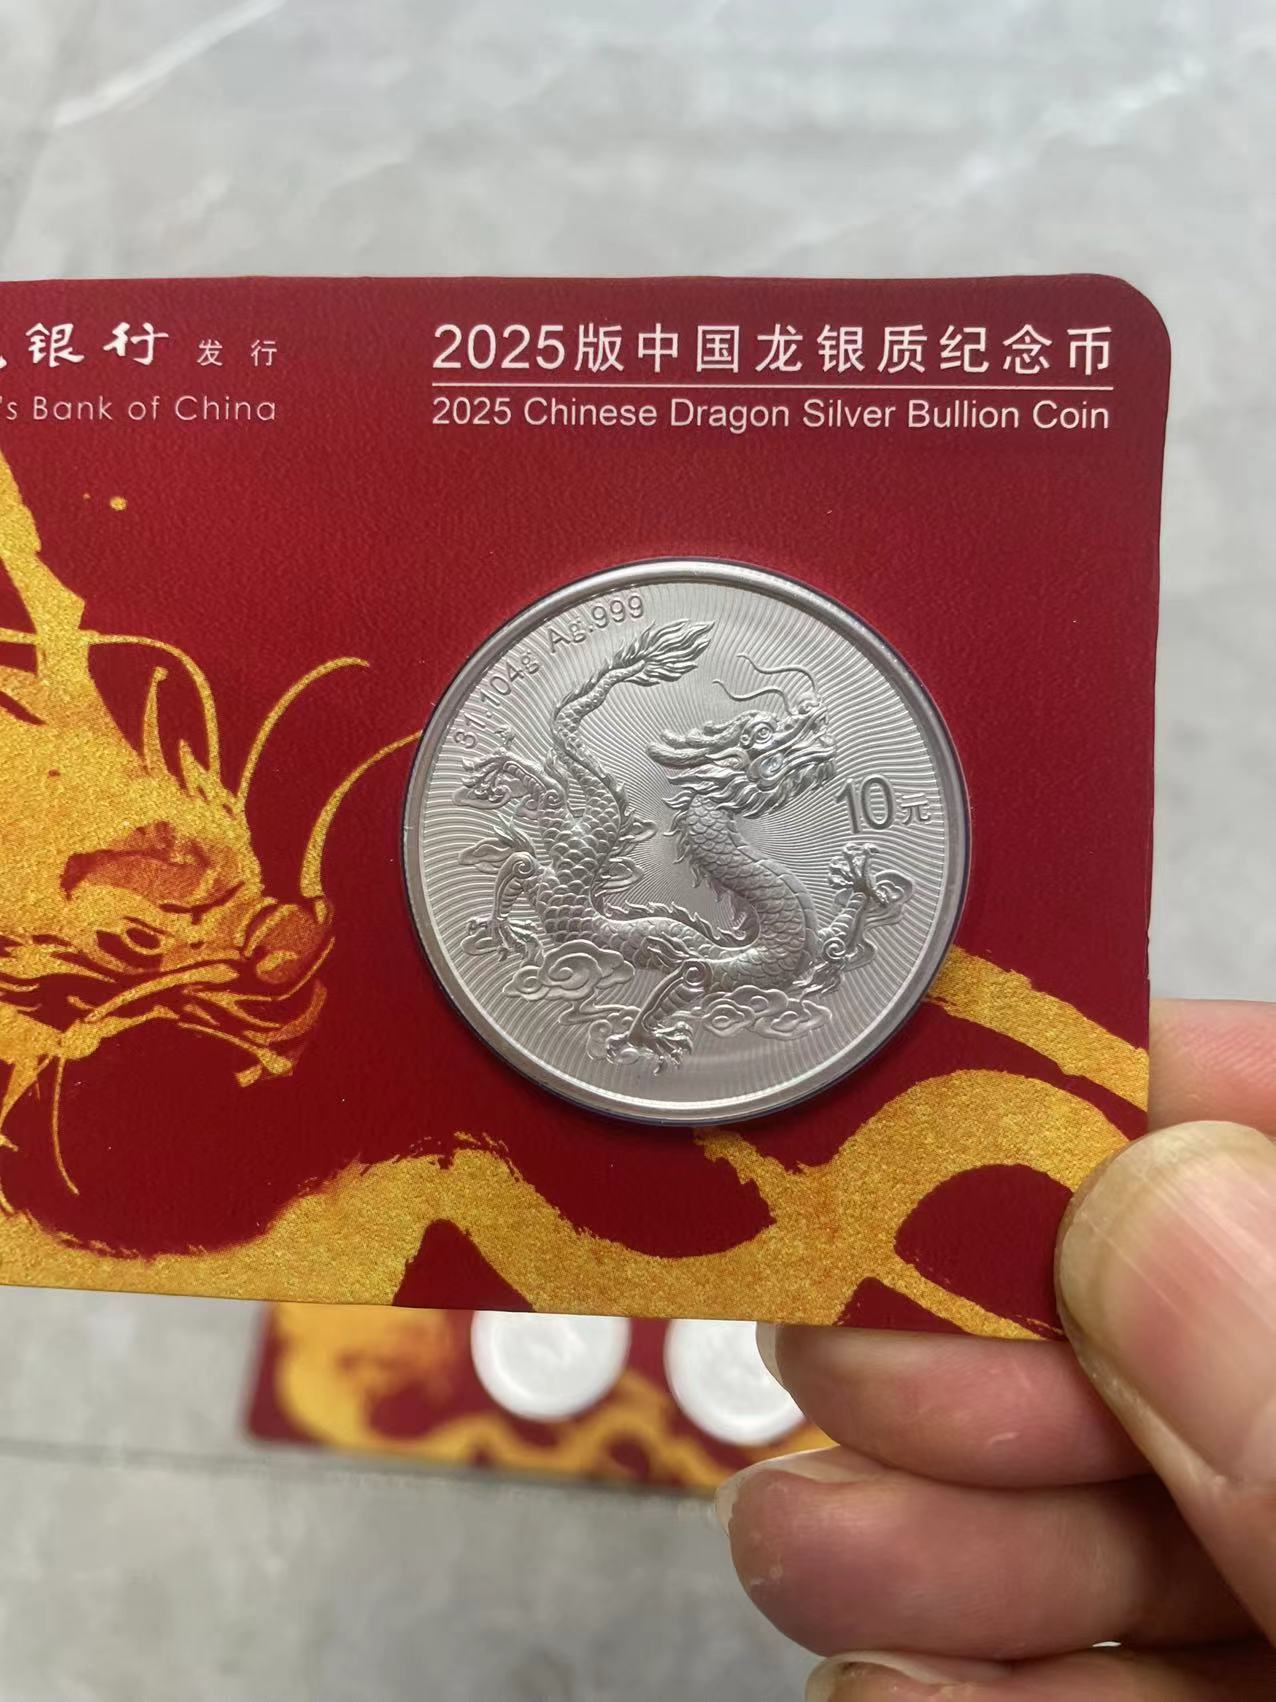 银行 发行
's Bank of China
2025版中国龙银质纪念币
2025 Chinese Dragon Silver Bullion Coin
31.104g Ag.999
10元